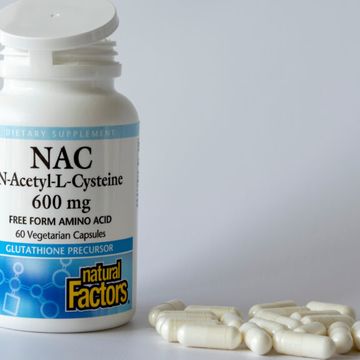 DIETARY SUPPLEMENT
NAC
N-Acetyl-L-Cysteine
600 mg
FREE FORM AMINO ACID
60 Vegetarian Capsules
GLUTATHIONE PRECURSOR
natural
Factors